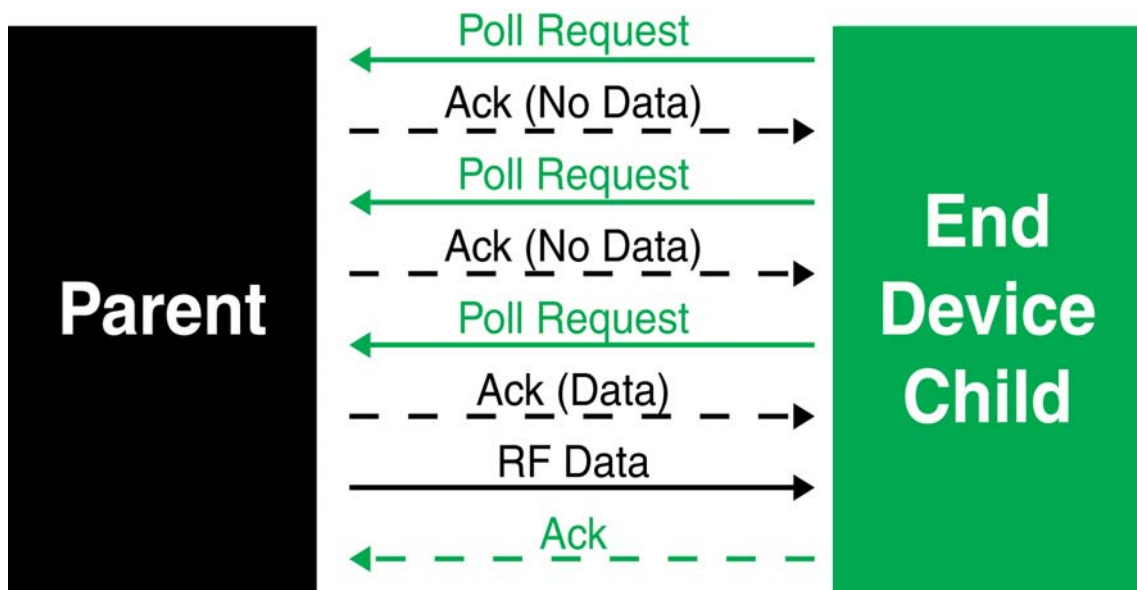 Poll Request
Ack (No Data)
Poll Request
Ack (No Data)
Parent
Poll Request
Ack (Data)
RF Data
Ack
End
Device
Child